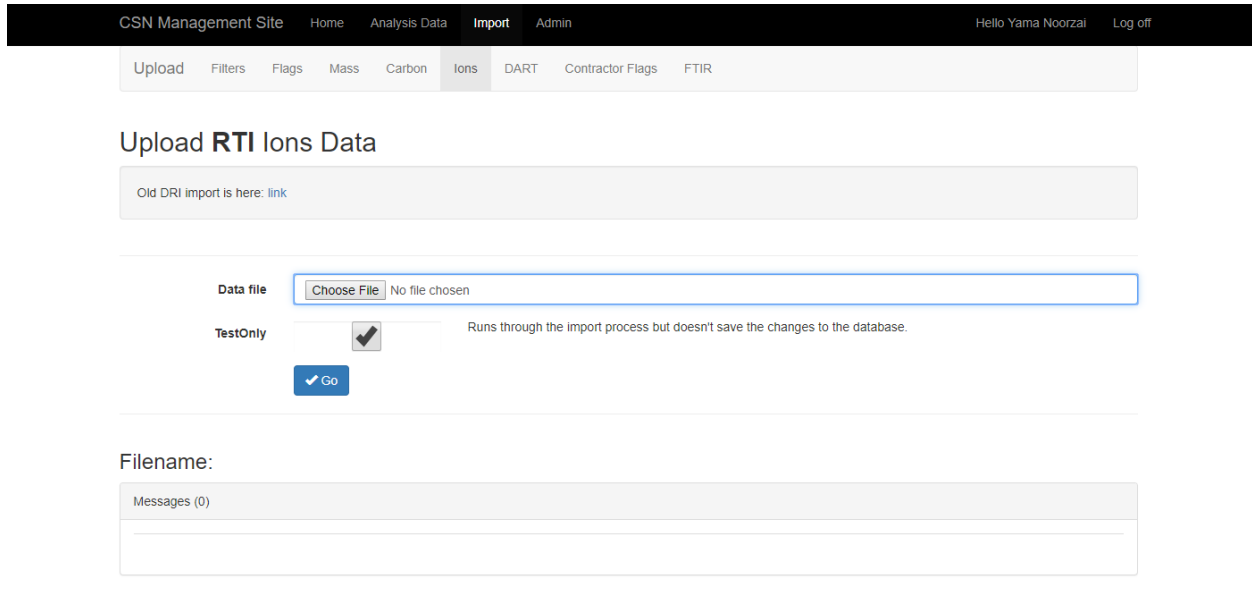 CSN Management Site Home Analysis Data Import Admin Hello Yama Noorzai Log off
Upload Filters Flags Mass Carbon Ions DART Contractor Flags FTIR
Upload RTI Ions Data
Old DRI import is here: link
Data file Choose File No file chosen
TestOnly Runs through the import process but doesn't save the changes to the database.
Go
Filename:
Messages (0)